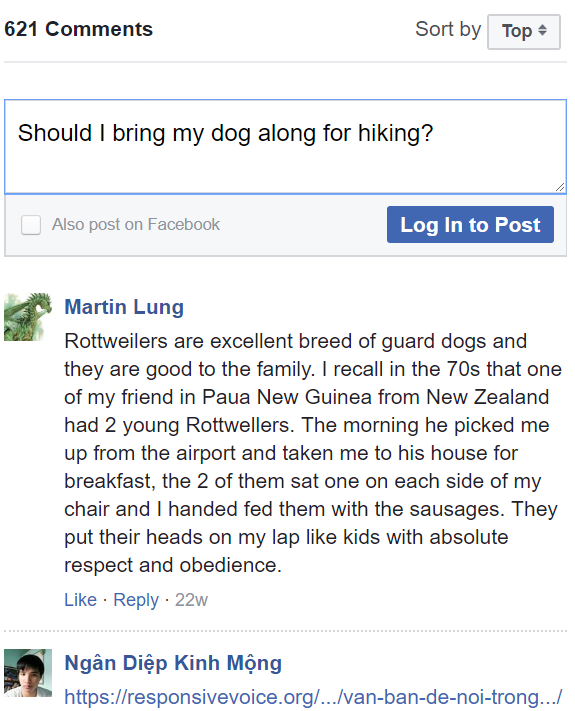 621 Comments
Sort by Top
Should I bring my dog along for hiking?
Also post on Facebook
Log In to Post
Martin Lung
Rottweilers are excellent breed of guard dogs and
they are good to the family. I recall in the 70s that one
of my friend in Paua New Guinea from New Zealand
had 2 young Rottwellers. The morning he picked me
up from the airport and taken me to his house for
breakfast, the 2 of them sat one on each side of my
chair and I handed fed them with the sausages. They
put their heads on my lap like kids with absolute
respect and obedience.
Like · Reply · 22w
Ngân Diệp Kinh Mộng
https://responsivevoice.org/.../van-ban-de-noi-trong.../